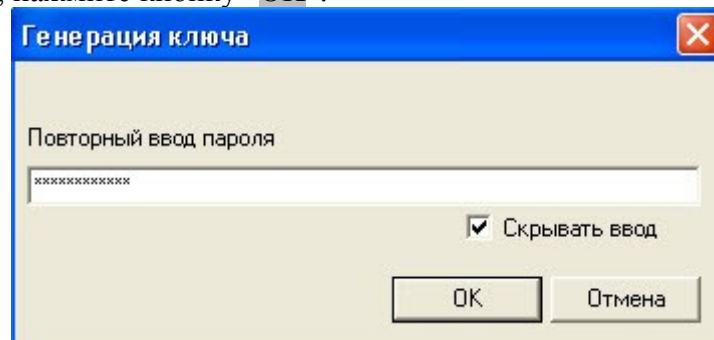 Генерация ключа
Повторный ввод пароля
************
Скрывать ввод
OK Отмена